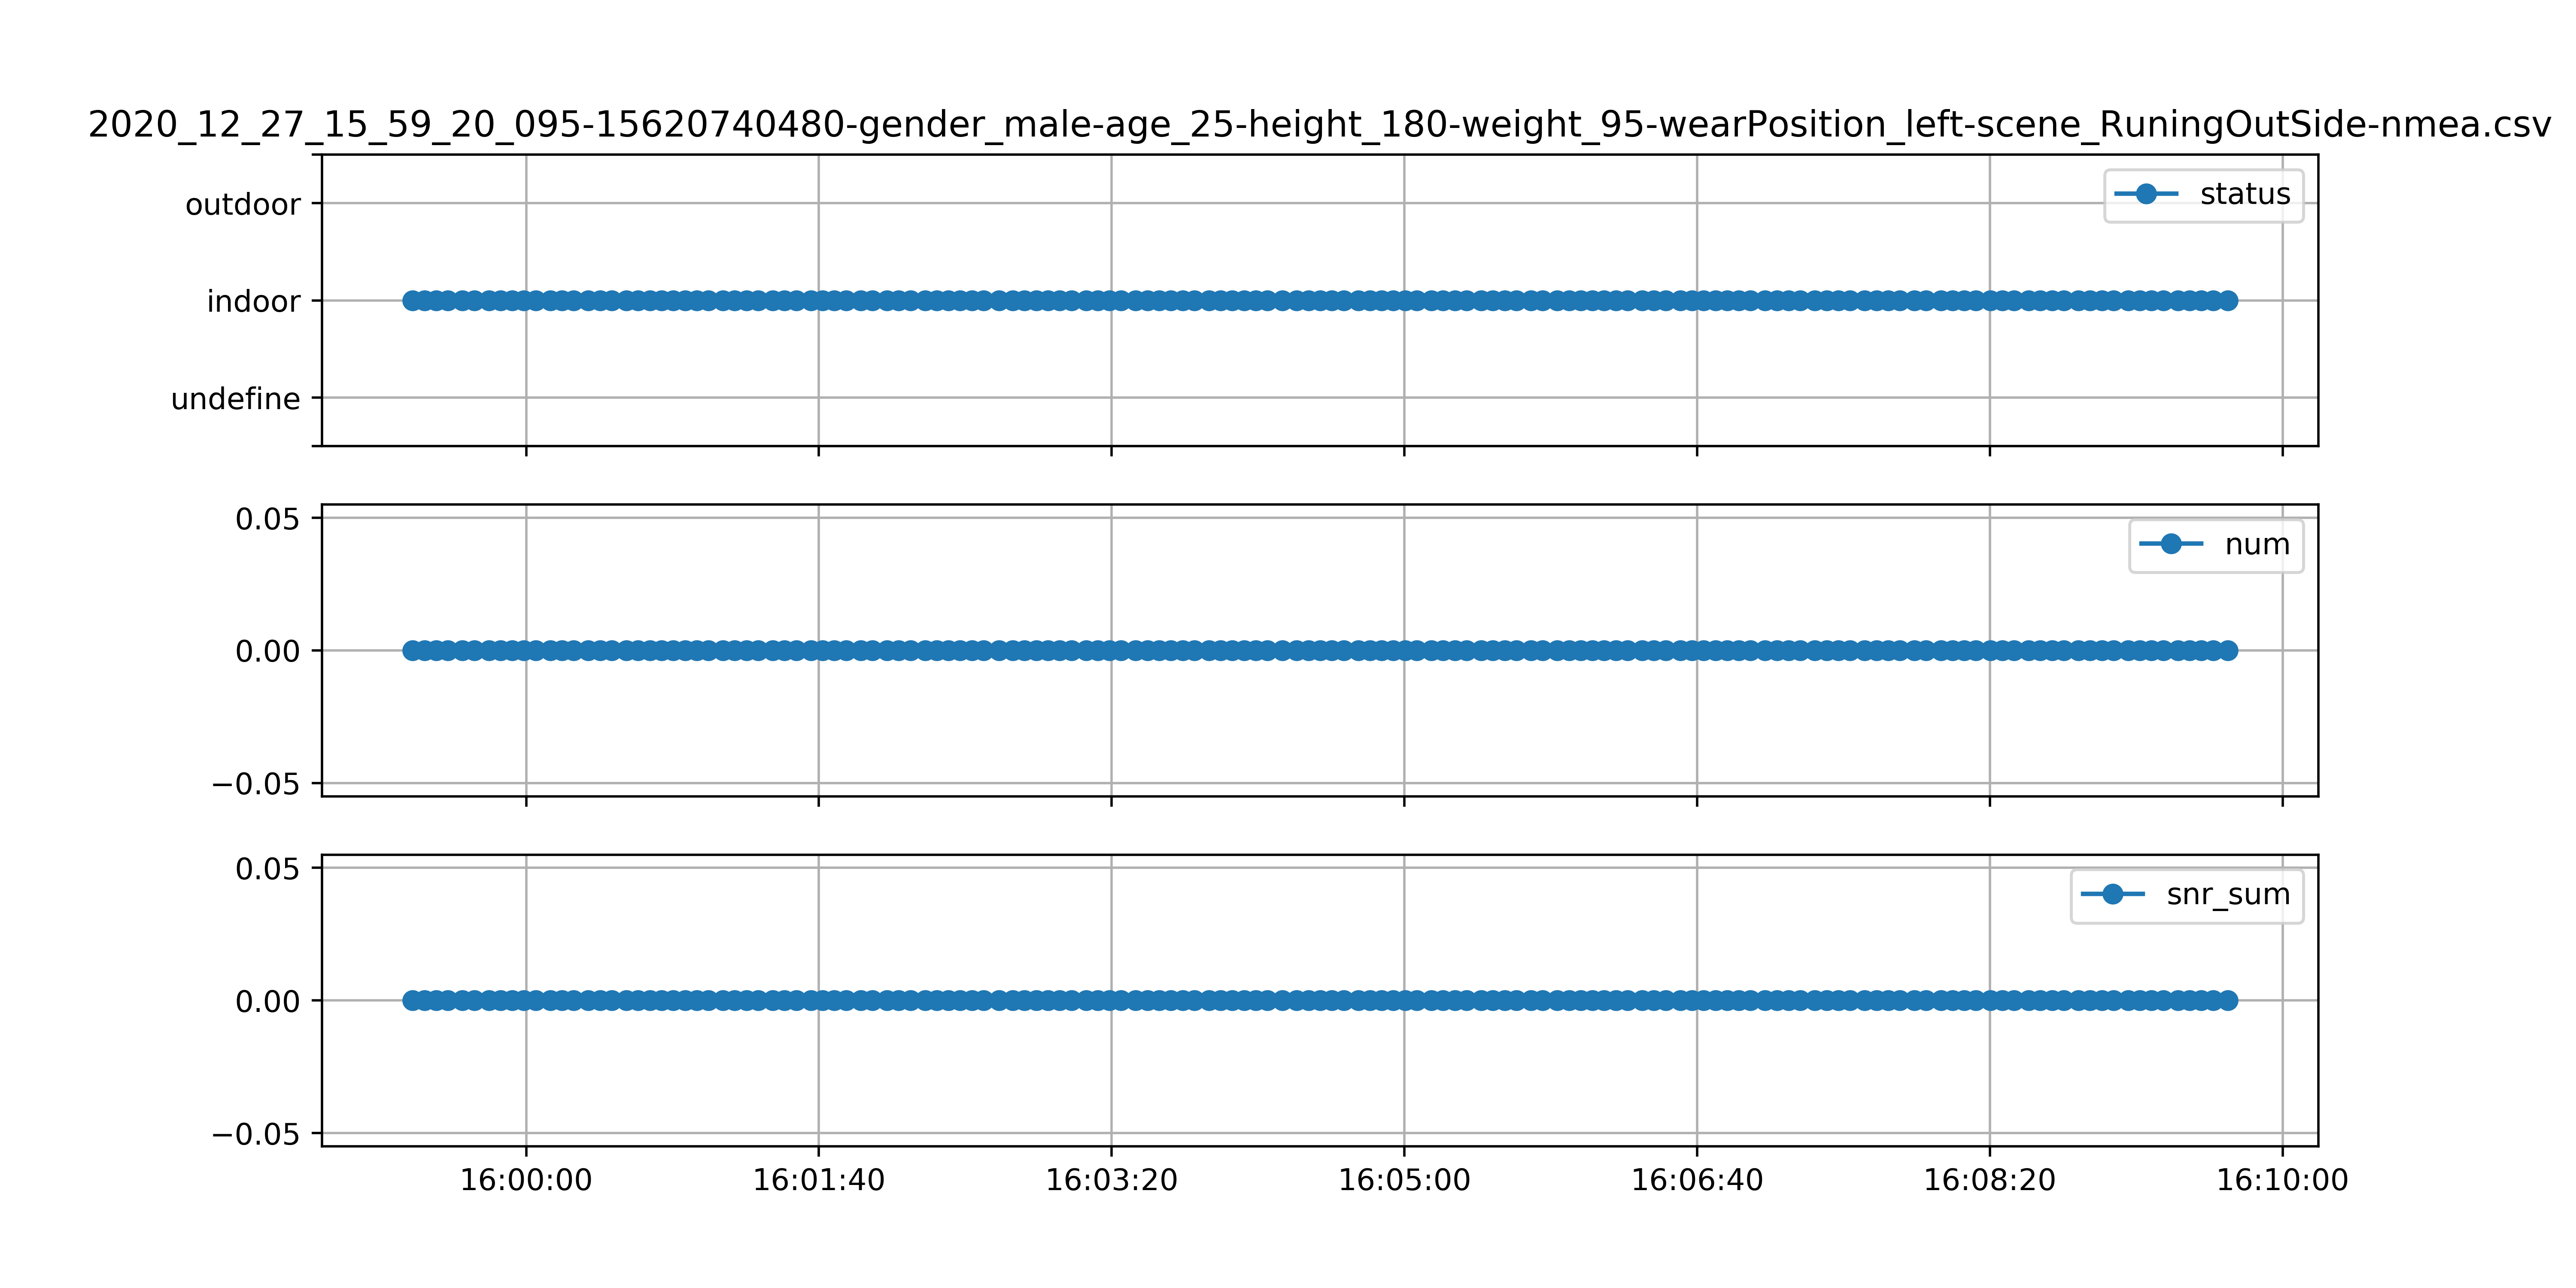 2020_12_27_15_59_20_095-15620740480-gender_male-age_25-height_180-weight_95-wearPosition_left-scene_RuningOutSide-nmea.csv
outdoor
status
indoor
undefine
0.05
num
0.00
−0.05
0.05
snr_sum
0.00
−0.05
16:00:00 16:01:40 16:03:20 16:05:00 16:06:40 16:08:20 16:10:00